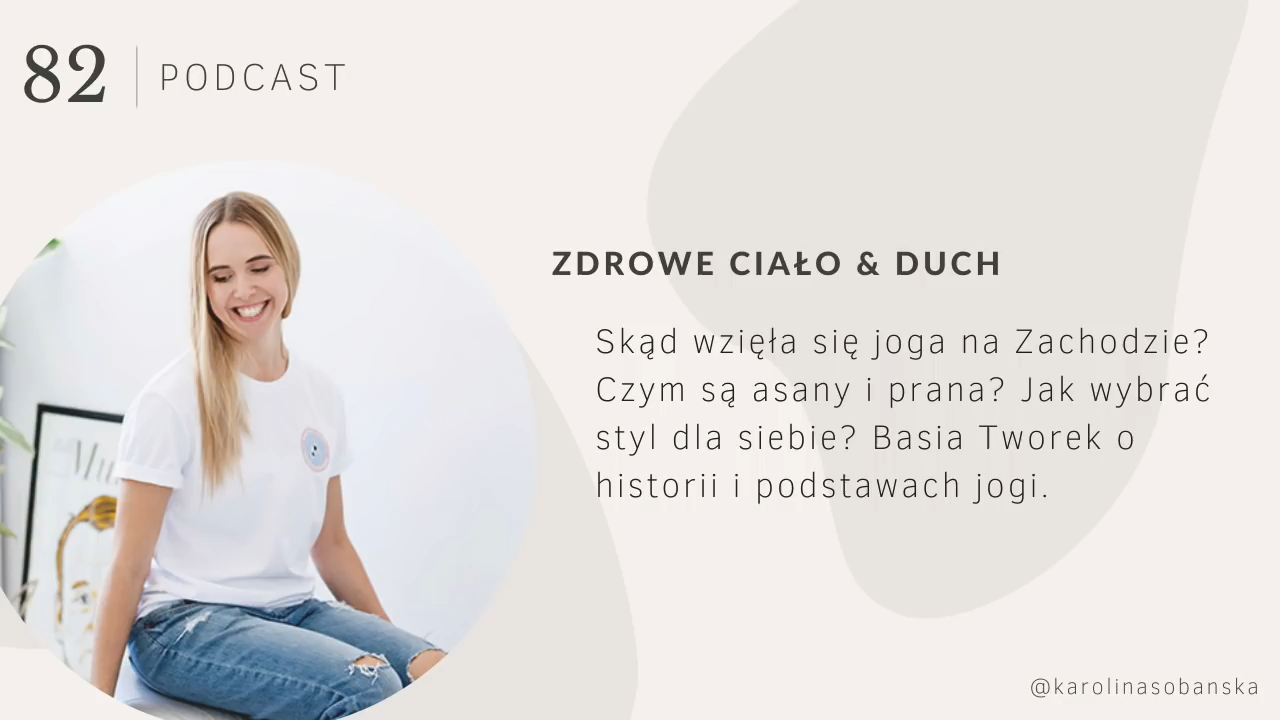 82 | PODCAST
ZDROWE CIAŁO & DUCH
Skąd wzięła się joga na Zachodzie?
Czym są asany i prana? Jak wybrać
styl dla siebie? Basia Tworek o
historii i podstawach jogi.
@karolinasobanska